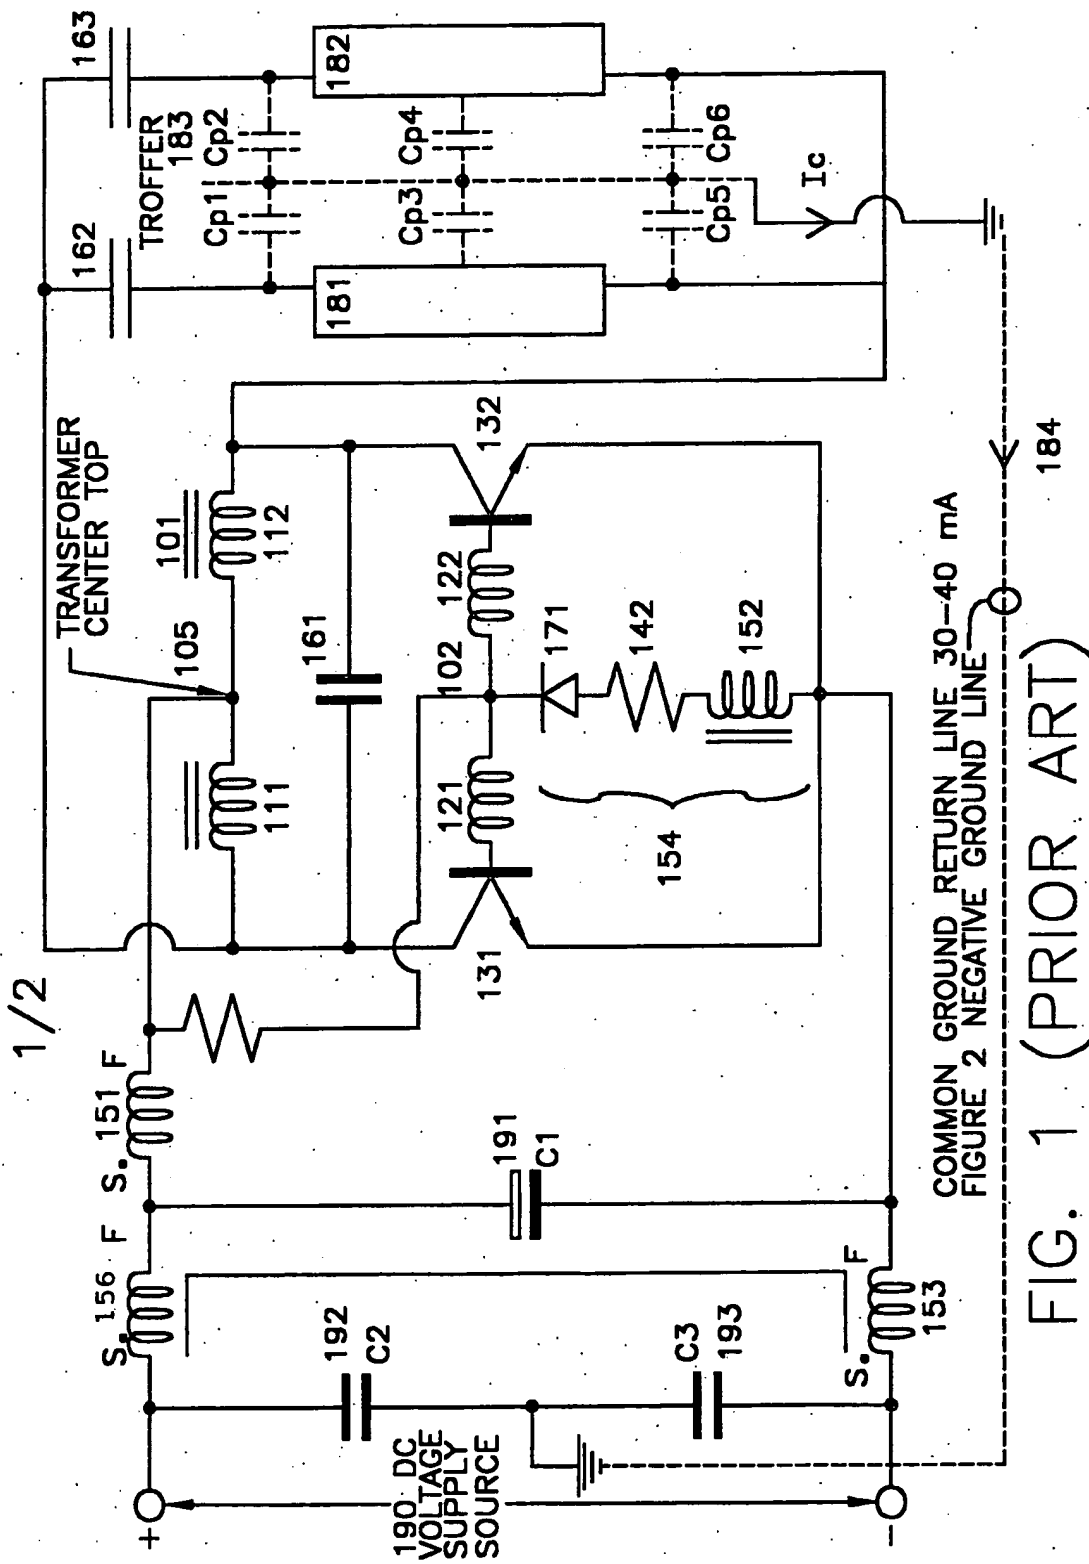 1/2
+
190 DC
VOLTAGE
SUPPLY
SOURCE
-
S.
156
F
192
C2
C3
193
S.
F
153
S.
151
F
191
C1
TRANSFORMER
CENTER TOP
105
101
111
112
161
102
121
122
131
132
171
142
152
154
162
163
TROFFER
183
Cp1
Cp2
181
182
Cp3
Cp4
Cp5
Cp6
Ic
COMMON GROUND RETURN LINE 30-40 mA
FIGURE 2 NEGATIVE GROUND LINE
184
FIG. 1 (PRIOR ART)